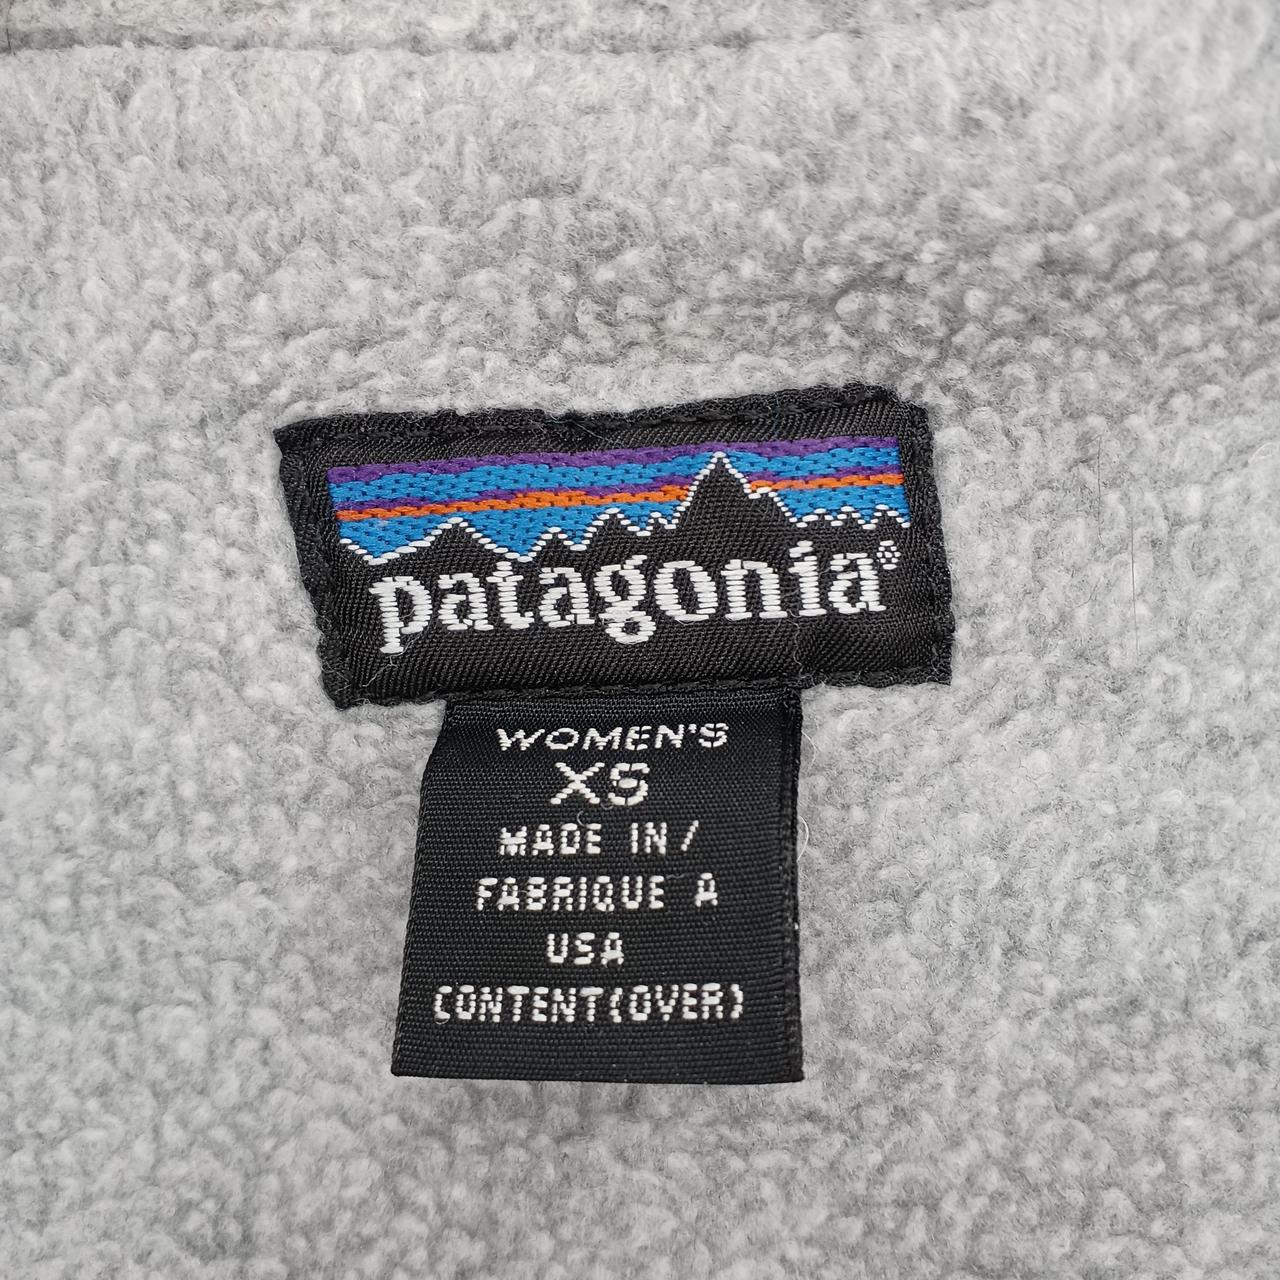 patagonia®
WOMEN'S
XS
MADE IN/
FABRIQUE A
USA
CONTENT(OVER)